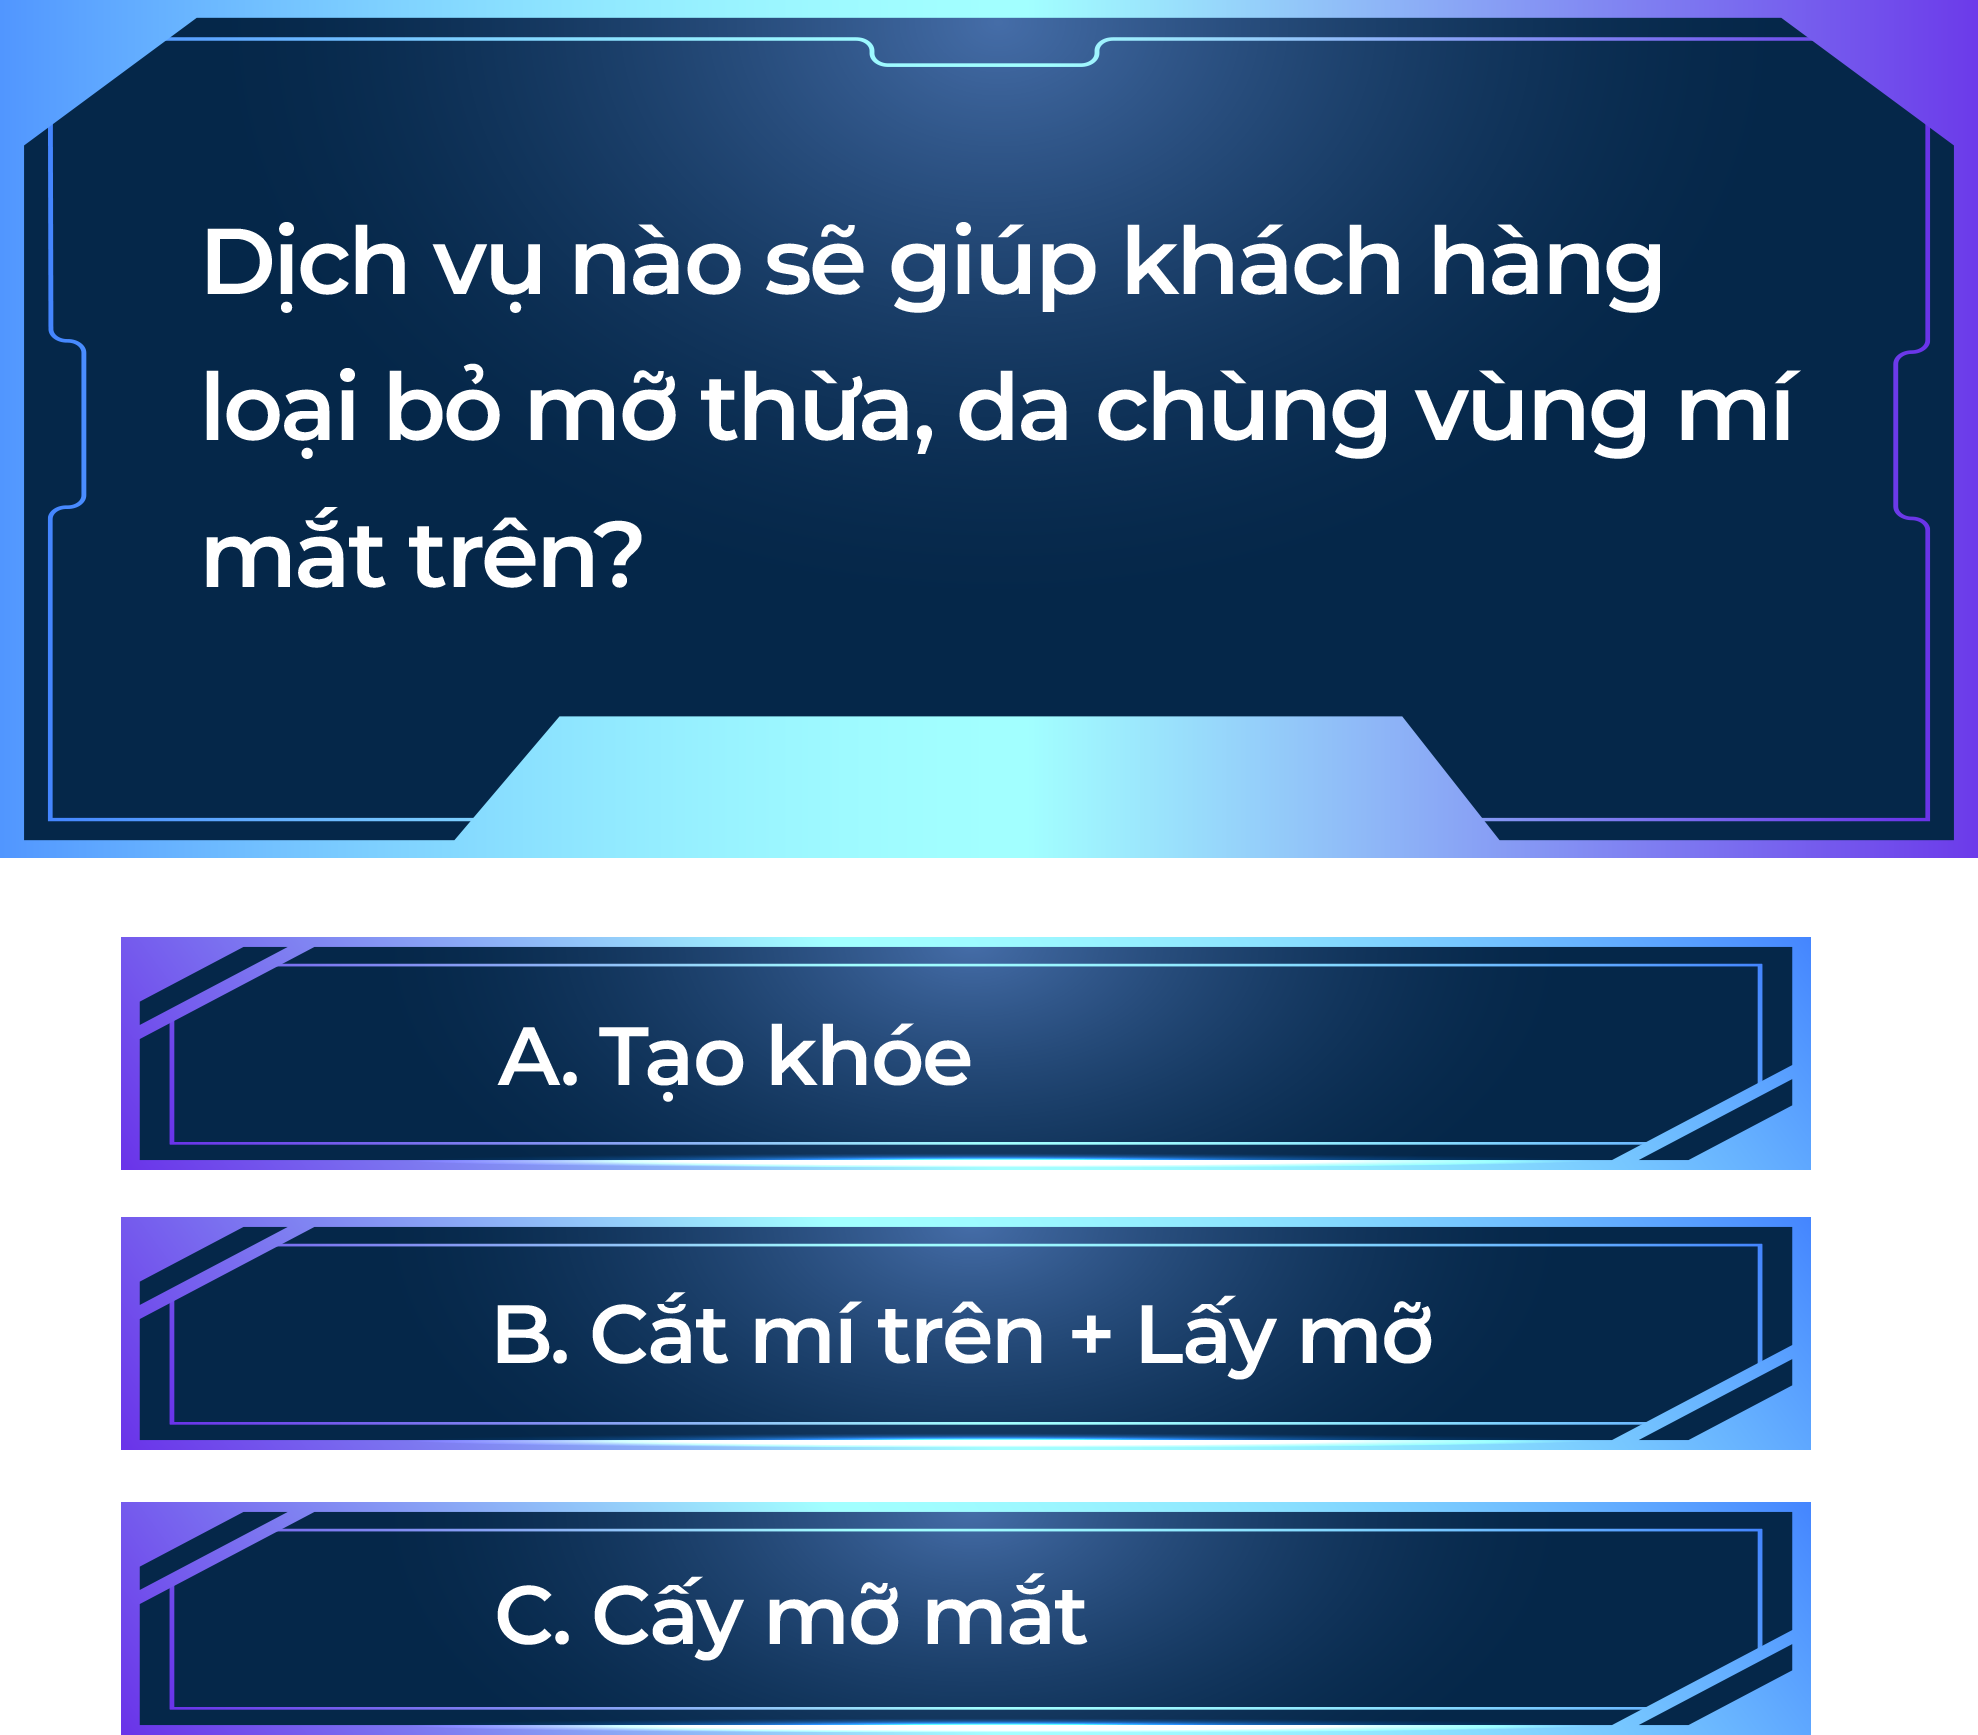 Dịch vụ nào sẽ giúp khách hàng
loại bỏ mỡ thừa, da chùng vùng mí
mắt trên?
A. Tạo khóe
B. Cắt mí trên + Lấy mỡ
C. Cấy mỡ mắt